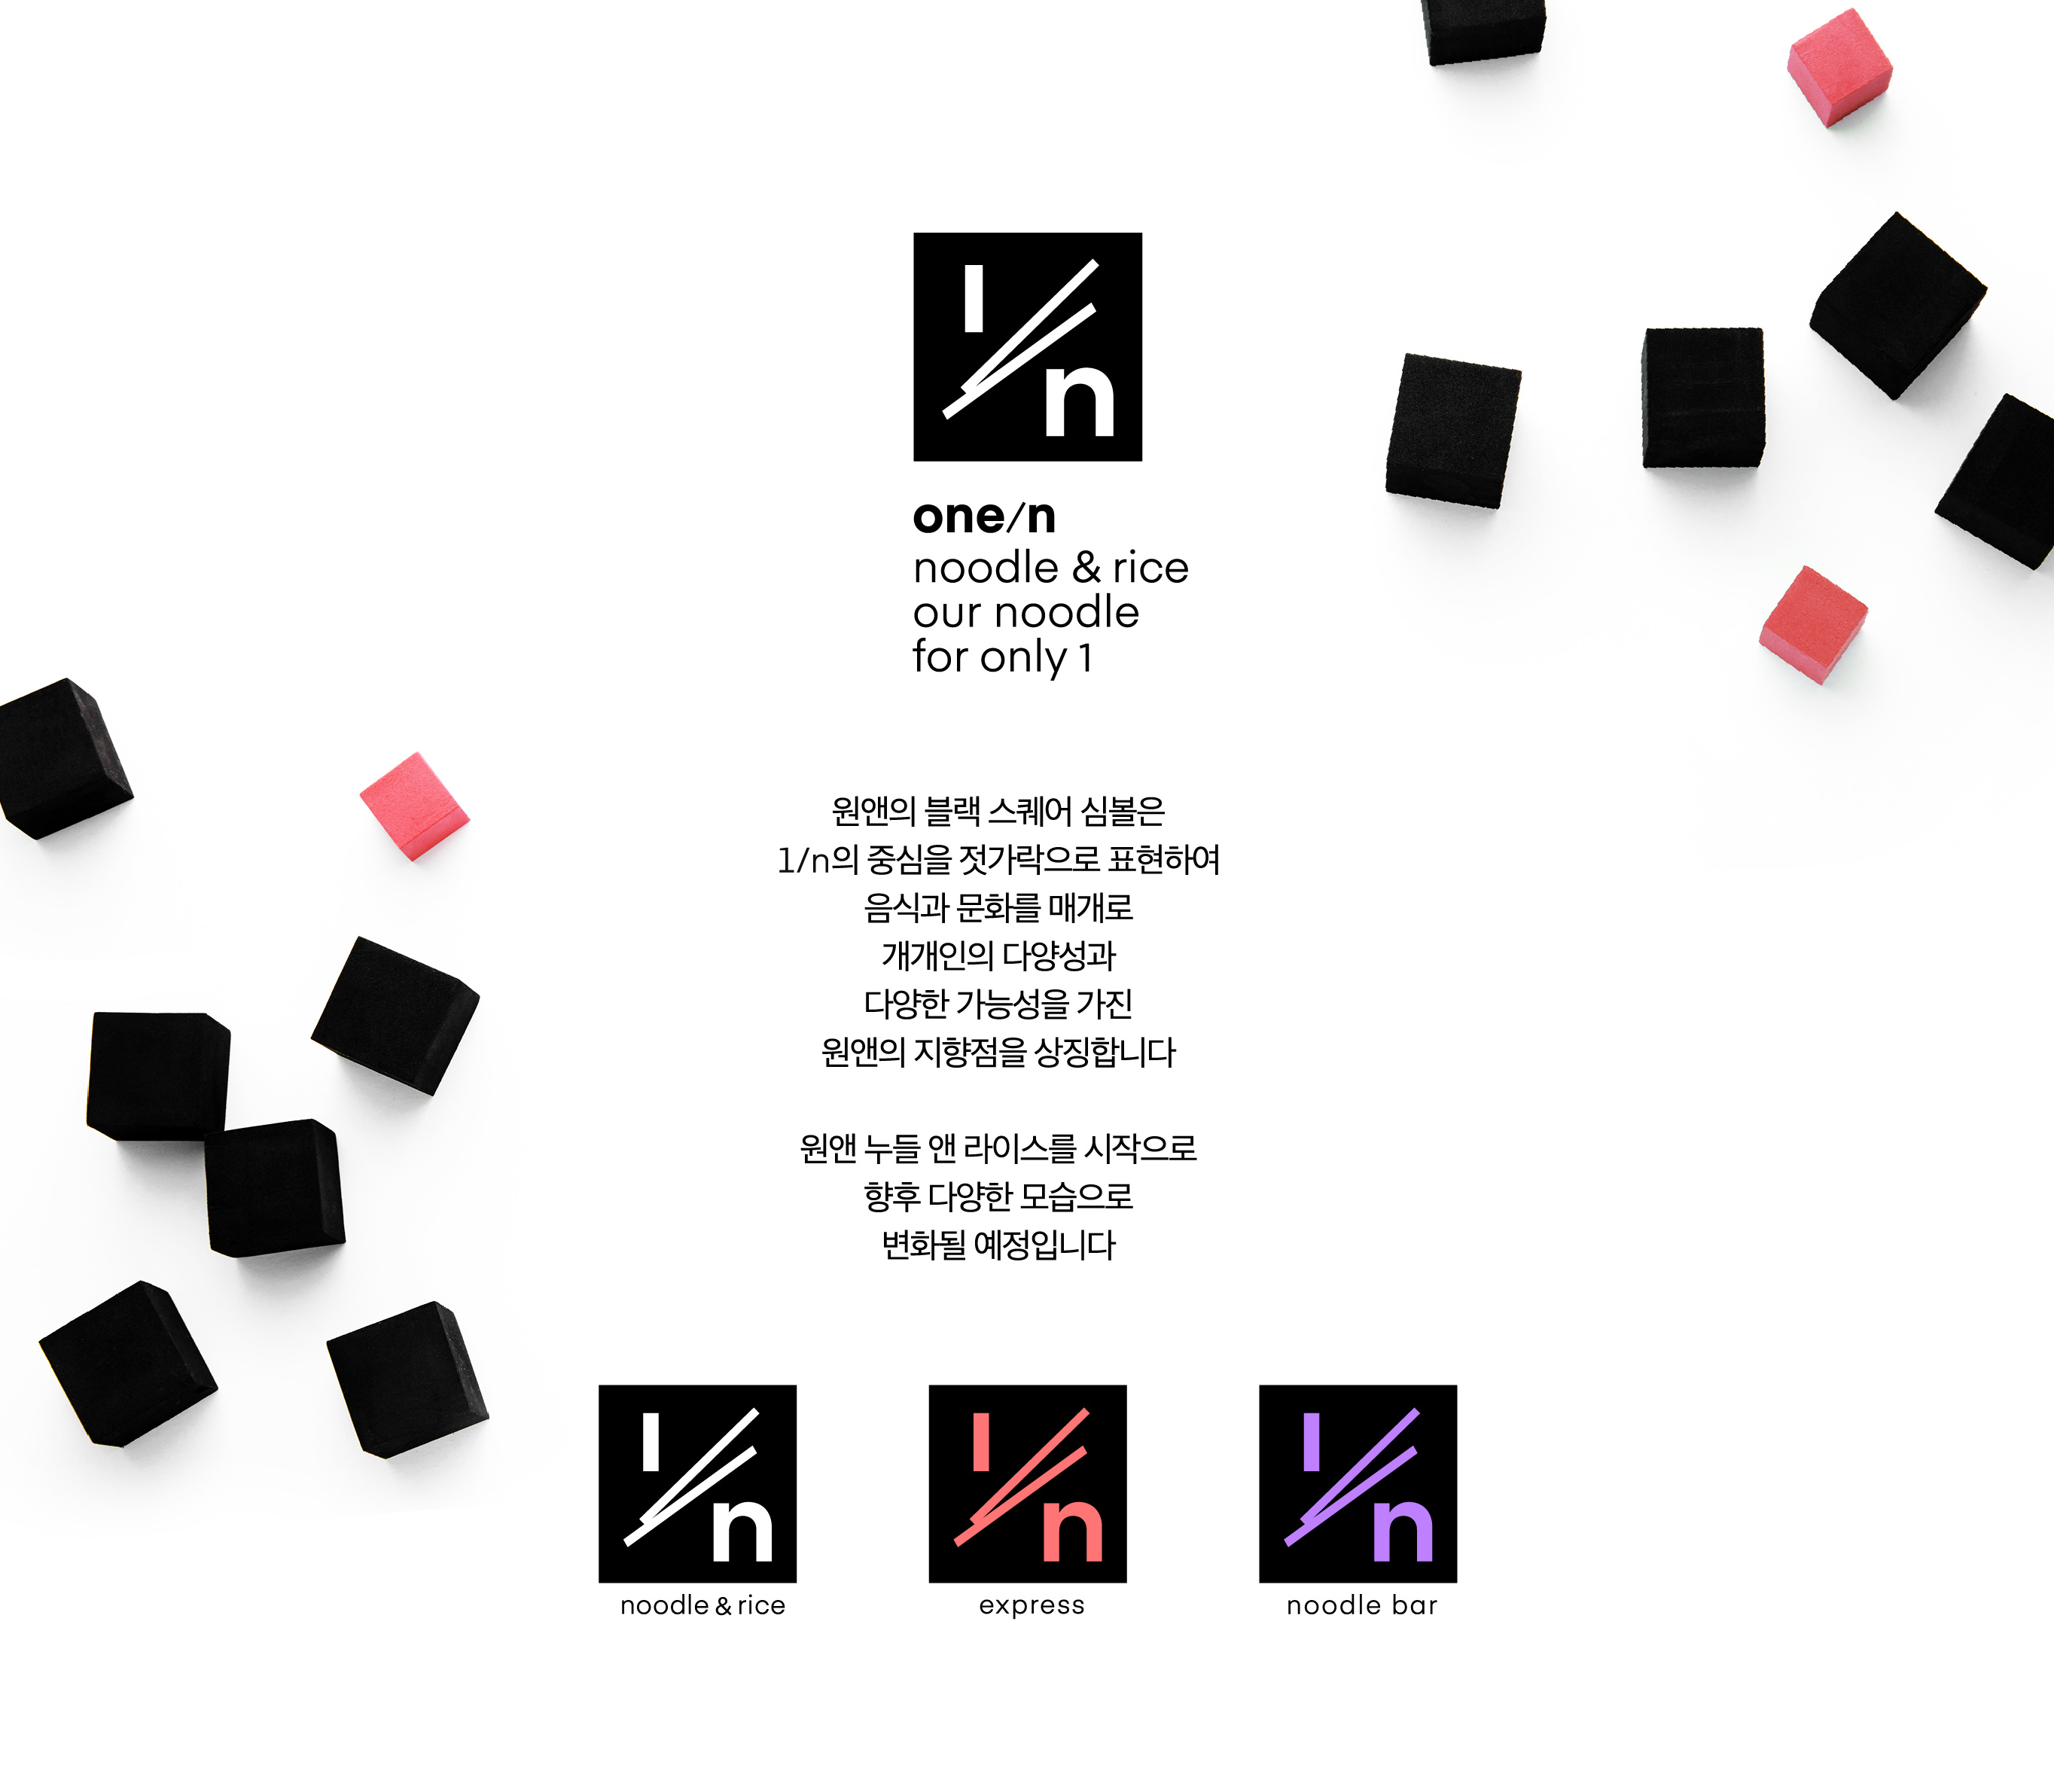 1/n
one/n
noodle & rice
our noodle
for only 1
원앤의 블랙 스퀘어 심볼은
1/n의 중심을 젓가락으로 표현하여
음식과 문화를 매개로
개개인의 다양성과
다양한 가능성을 가진
원앤의 지향점을 상징합니다
원앤 누들 앤 라이스를 시작으로
향후 다양한 모습으로
변화될 예정입니다
1/n
noodle & rice
1/n
express
1/n
noodle bar